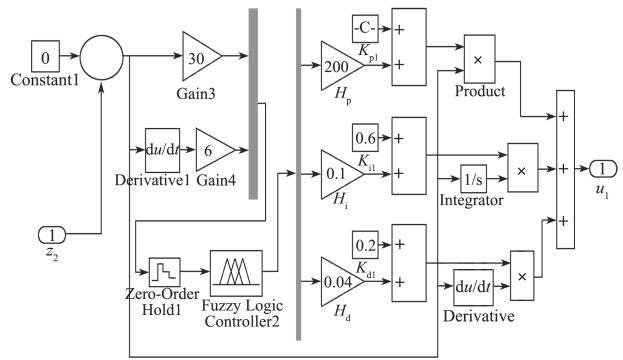 0
Constant1
30
Gain3
du/dt
Derivative1
6
Gain4
1
z2
Zero-Order
Hold1
Fuzzy Logic
Controller2
200
Hp
-C-
Kp1
+
+
×
Product
0.1
Hi
0.6
Ki1
+
+
1/s
Integrator
×
0.04
Hd
0.2
Kd1
+
+
du/dt
Derivative
×
+
+
+
1
u1